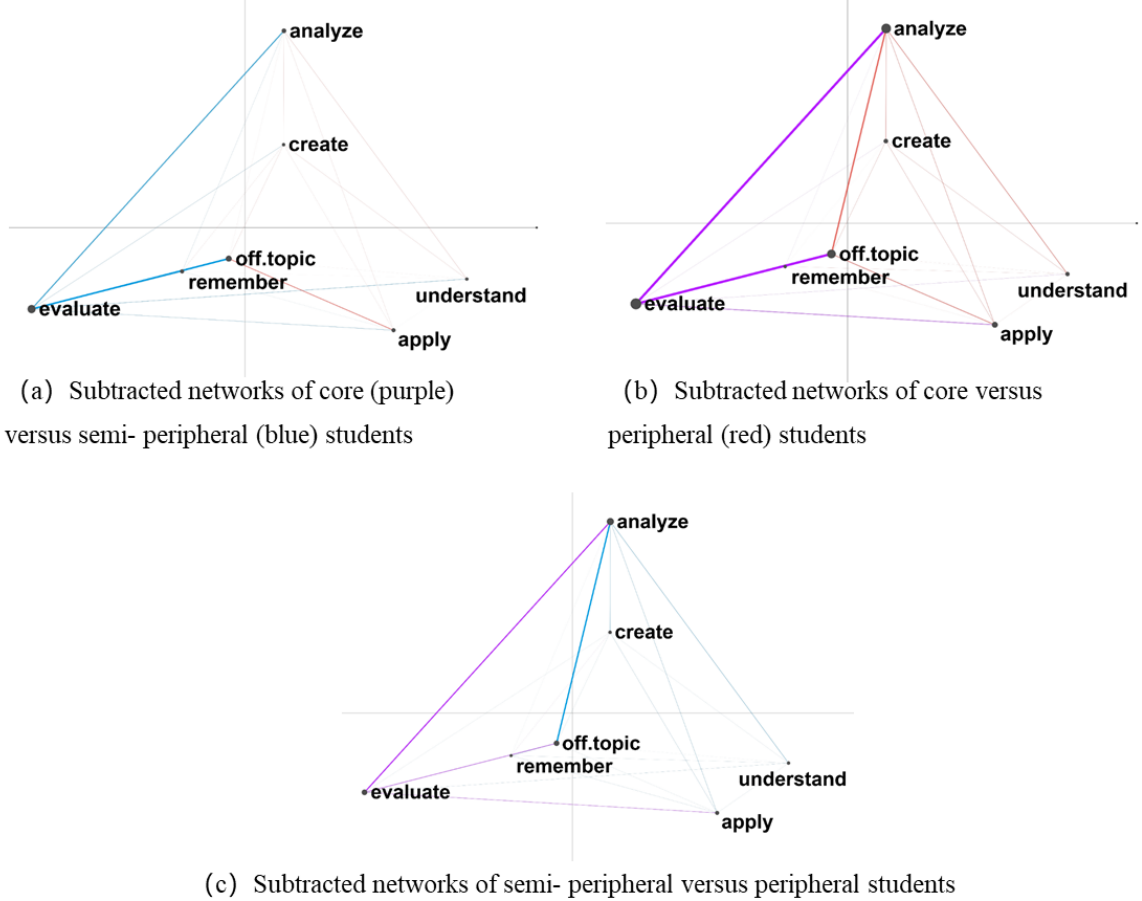 analyze
create
off.topic
remember
understand
evaluate
apply
(a) Subtracted networks of core (purple)
versus semi- peripheral (blue) students
analyze
create
off.topic
remember
understand
evaluate
apply
(b) Subtracted networks of core versus
peripheral (red) students
analyze
create
off.topic
remember
understand
evaluate
apply
(c) Subtracted networks of semi- peripheral versus peripheral students